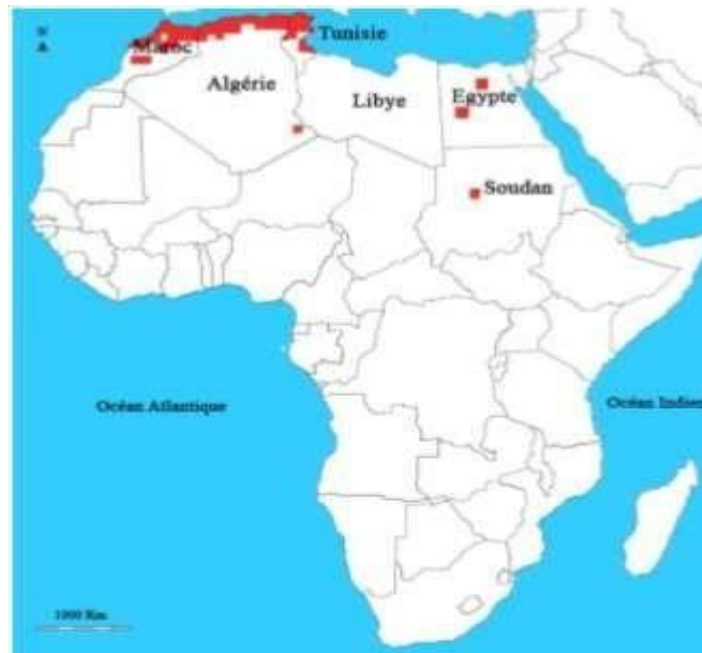 N
Tunisie
Maroc
Algérie
Libye
Egypte
Soudan
Océan Atlantique
Océan Indien
1000 Km